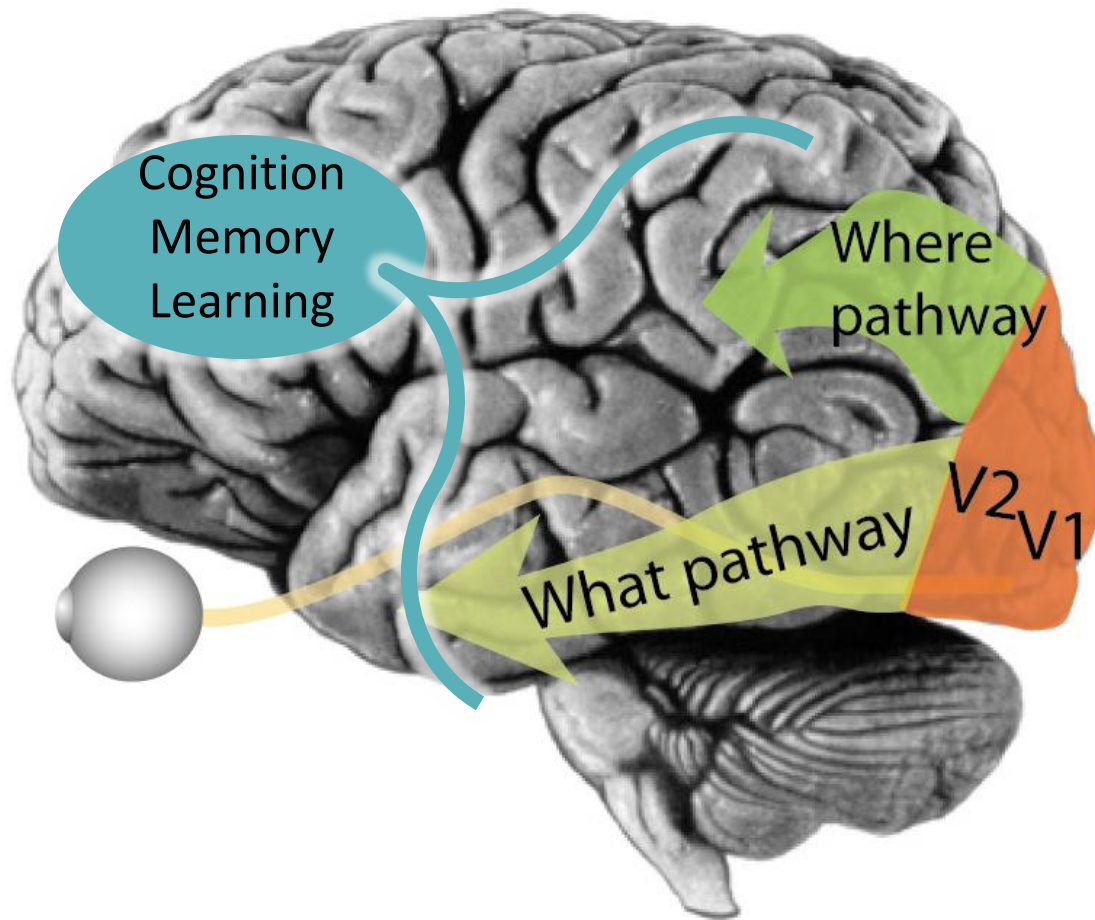 Cognition
Memory
Learning
Where
pathway
What pathway
V2
V1